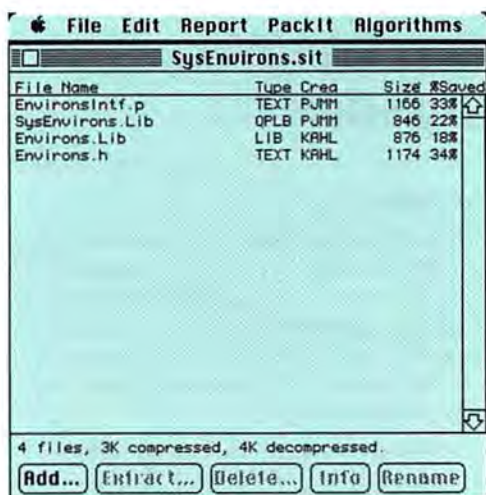 File Edit Report PackIt Algorithms
SysEnvirons.sit
File Name Type Crea Size %Saved
EnvironsIntf.p TEXT PJMM 1166 33%
SysEnvirons.Lib OPLB PJMM 846 22%
Environs.Lib LIB KAHL 876 18%
Environs.h TEXT KAHL 1174 34%
4 files, 3K compressed, 4K decompressed.
Add... Extract... Delete... Info Rename